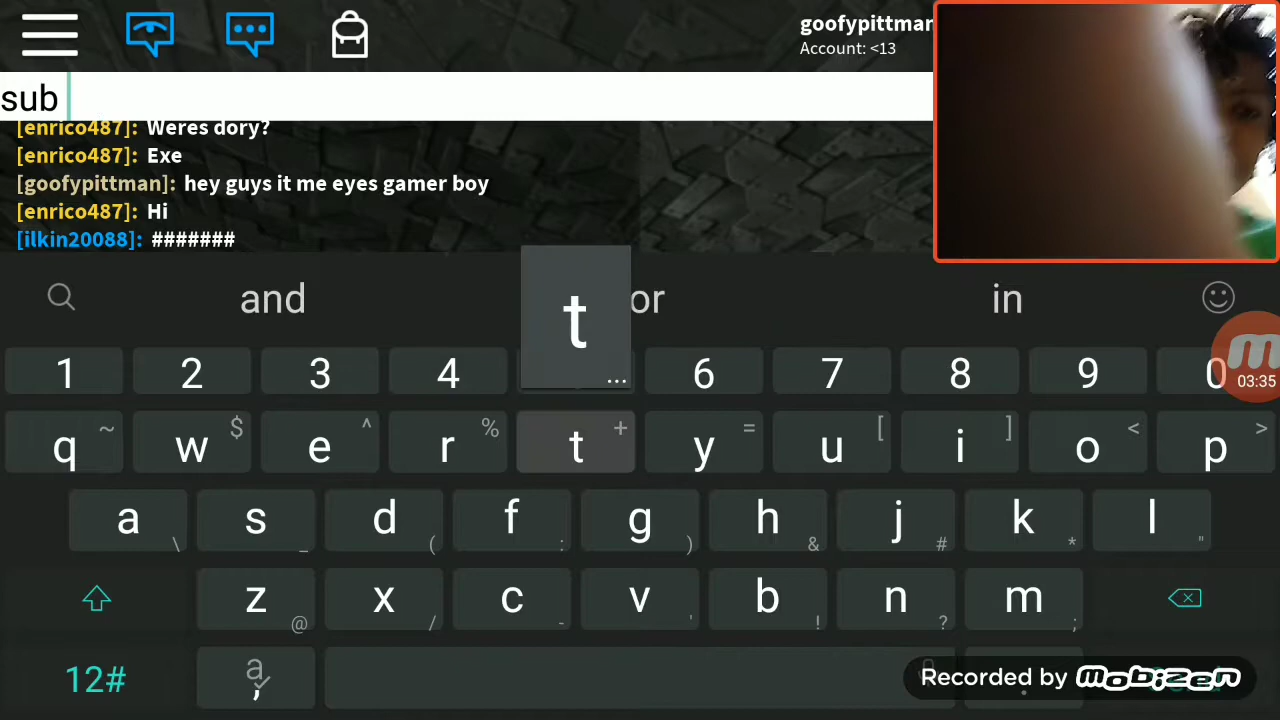 goofypittman
Account: <13
sub
[enrico487]: Weres dory?
[enrico487]: Exe
[goofypittman]: hey guys it me eyes gamer boy
[enrico487]: Hi
[ilkin20088]: #######
and or in
t
...
1 2 3 4 6 7 8 9 0
03:35
q ~ w $ e ^ r % t + y = u [ i ] o < p >
a \ s _ d ( f : g ) h & j # k * l "
z @ x / c - v ' b ! n ? m ;
12# a , .
Recorded by mobizen